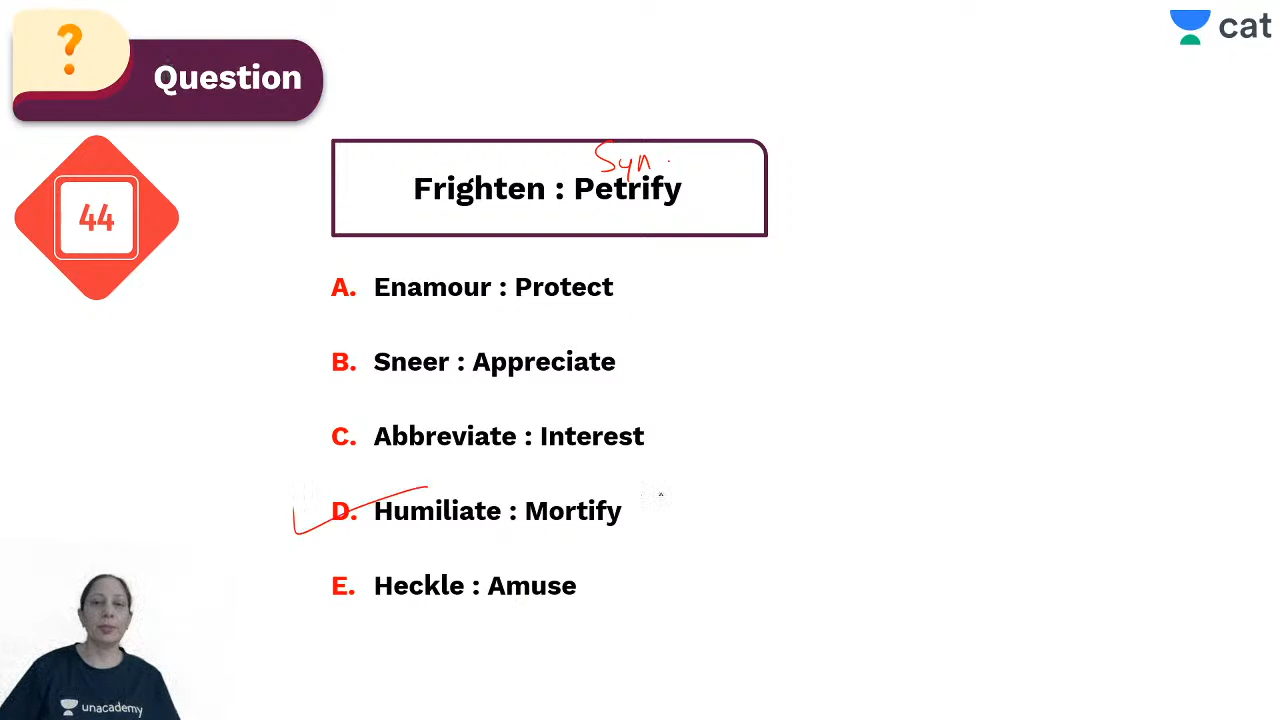 ?
Question
cat
44
Syn.
Frighten : Petrify
A. Enamour : Protect
B. Sneer : Appreciate
C. Abbreviate : Interest
D. Humiliate : Mortify
E. Heckle : Amuse
unacademy